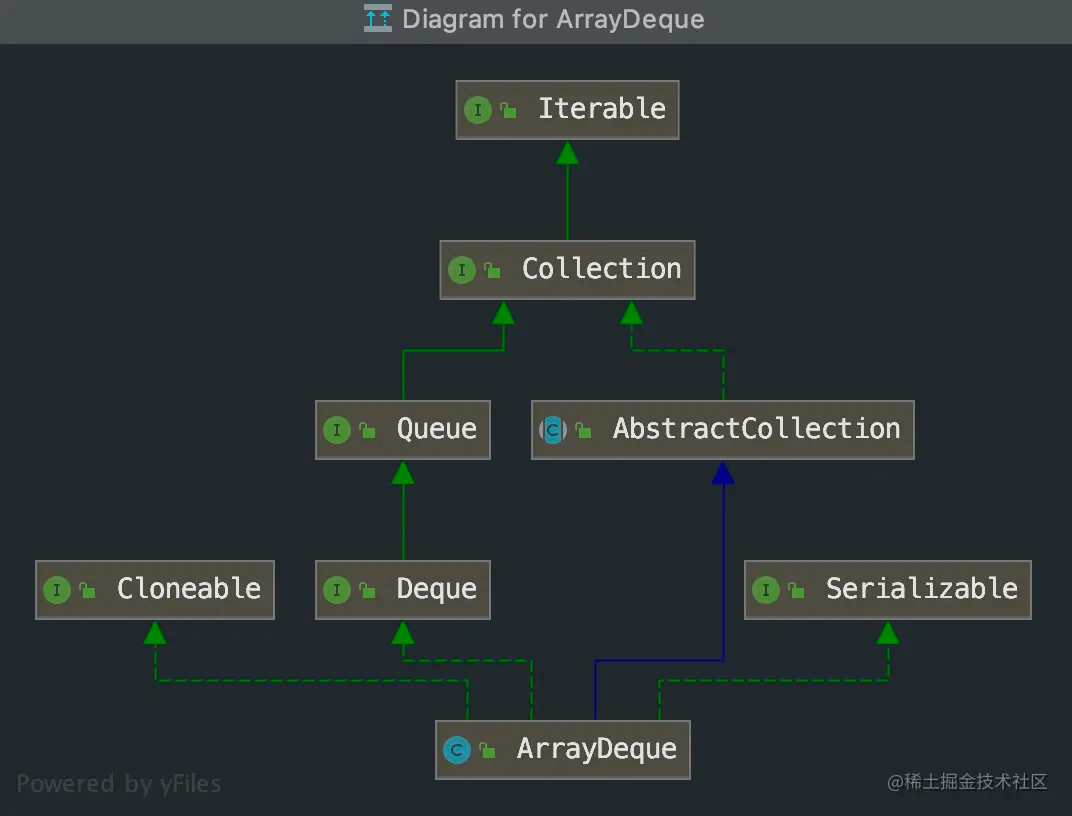 Diagram for ArrayDeque
I Iterable
I Collection
I Queue
C AbstractCollection
I Cloneable
I Deque
I Serializable
C ArrayDeque
Powered by yFiles
@稀土掘金技术社区